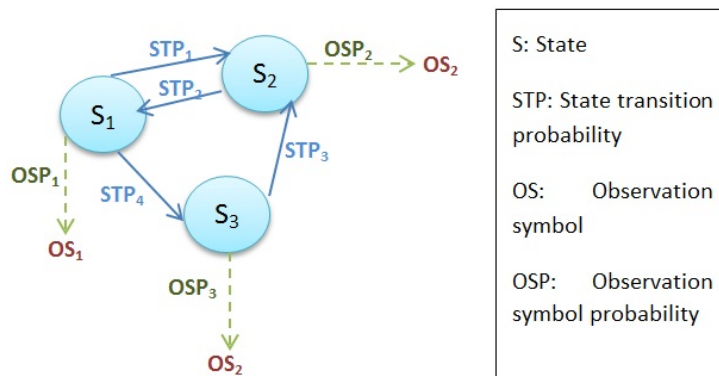 STP₁
OSP₂
OS₂
S₂
STP₂
S₁
OSP₁
STP₃
STP₄
S₃
OS₁
OSP₃
OS₂
S: State
STP: State transition
probability
OS: Observation
symbol
OSP: Observation
symbol probability